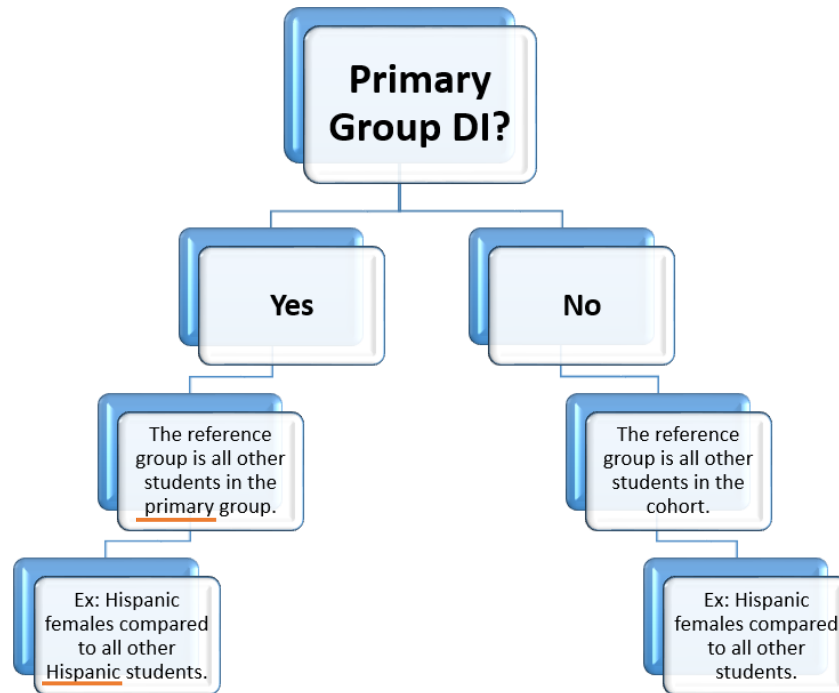 Primary
Group DI?
Yes
No
The reference
group is all other
students in the
primary group.
The reference
group is all other
students in the
cohort.
Ex: Hispanic
females compared
to all other
Hispanic students.
Ex: Hispanic
females compared
to all other
students.